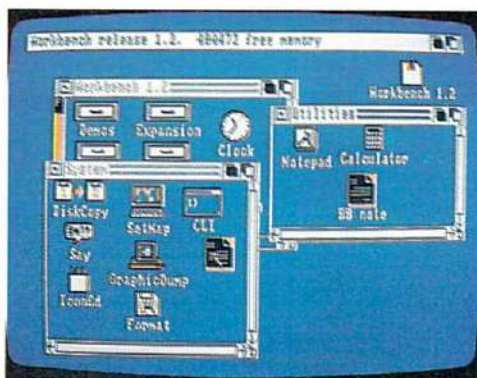 Workbench release 1.2. 480472 free memory
Workbench 1.2
Workbench 1.2
Demos
Expansion
Clock
Utilities
Notepad
Calculator
BB note
System
DiskCopy
SetMap
CLI
Say
GraphicDump
IconEd
Format